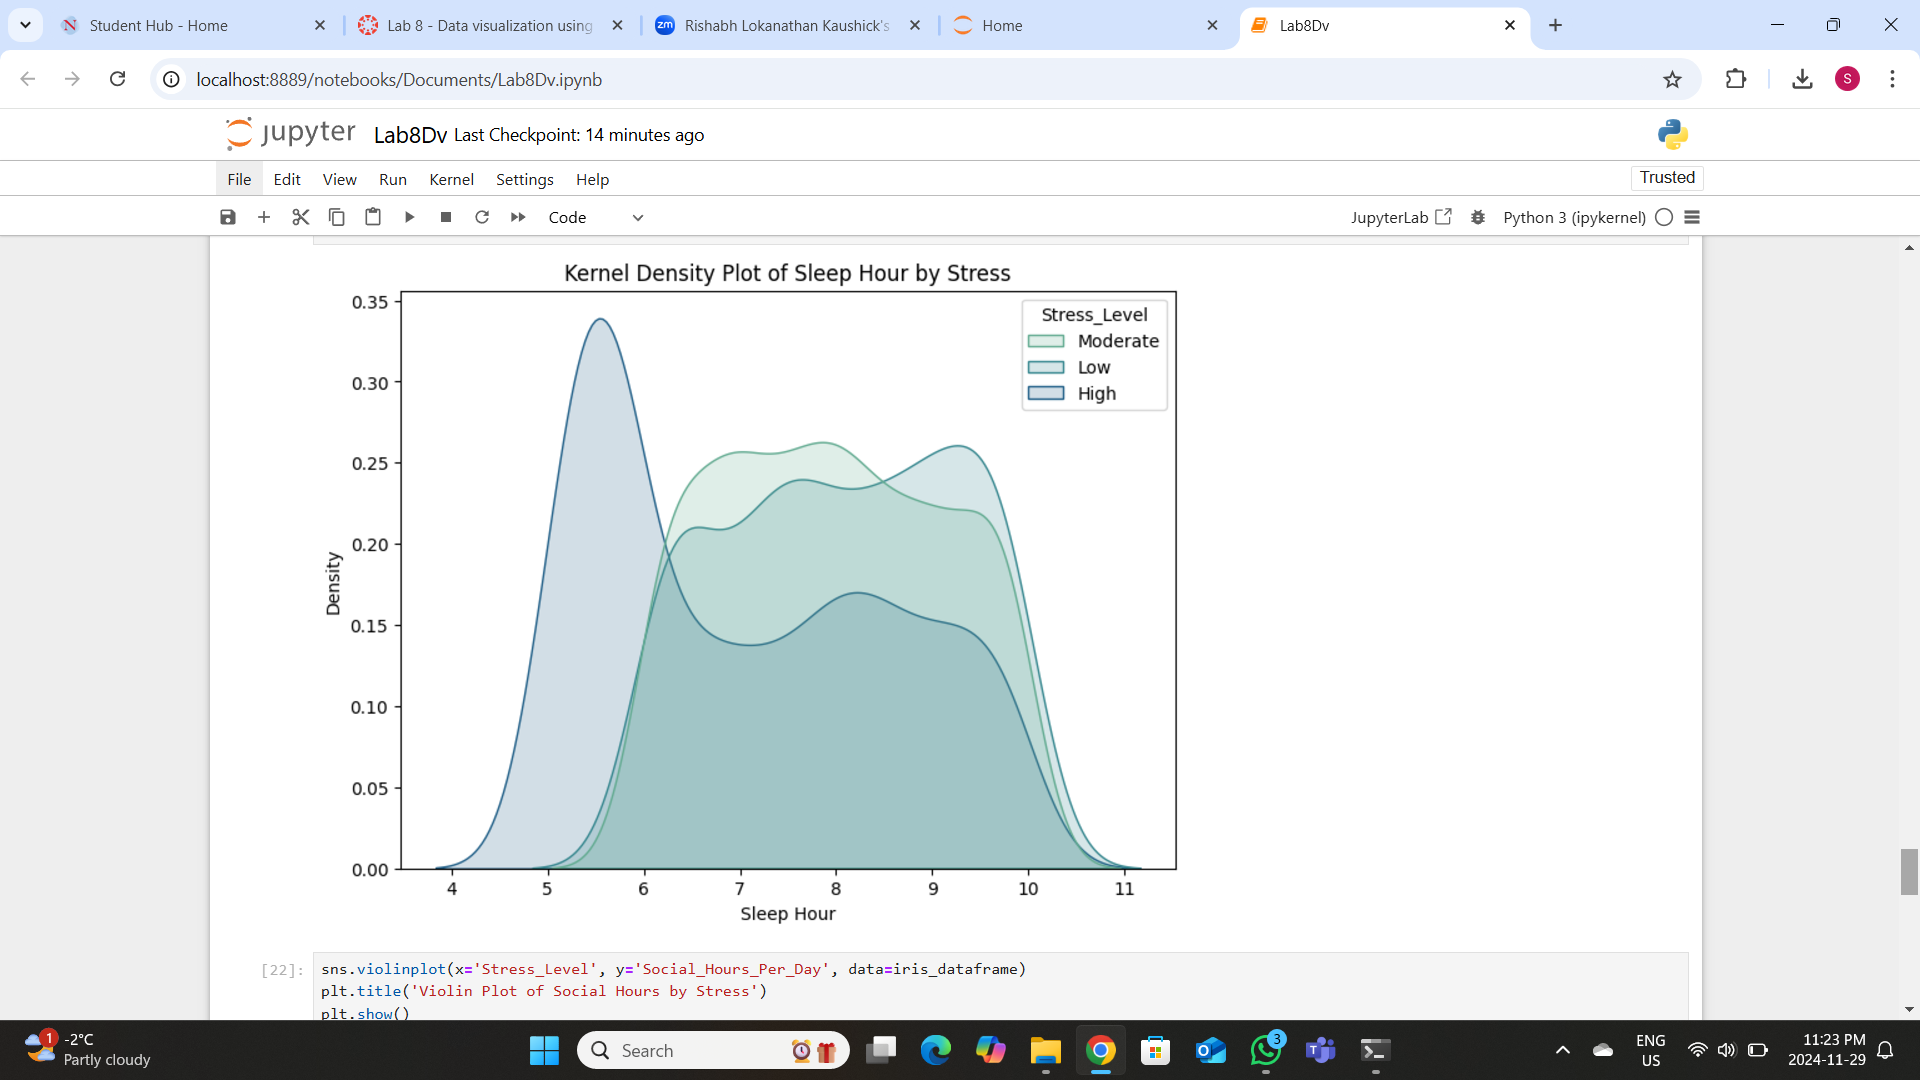 Student Hub - Home
Lab 8 - Data visualization using
zm
Rishabh Lokanathan Kaushick's
Home
Lab8Dv
localhost:8889/notebooks/Documents/Lab8Dv.ipynb
S
jupyter Lab8Dv Last Checkpoint: 14 minutes ago
File Edit View Run Kernel Settings Help
Trusted
Code
JupyterLab
Python 3 (ipykernel)
Kernel Density Plot of Sleep Hour by Stress
Stress_Level
Moderate
Low
High
0.35
0.30
0.25
0.20
0.15
0.10
0.05
0.00
Density
4 5 6 7 8 9 10 11
Sleep Hour
[22]:
sns.violinplot(x='Stress_Level', y='Social_Hours_Per_Day', data=iris_dataframe)
plt.title('Violin Plot of Social Hours by Stress')
plt.show()
1
-2°C
Partly cloudy
Search
3
ENG
US
11:23 PM
2024-11-29